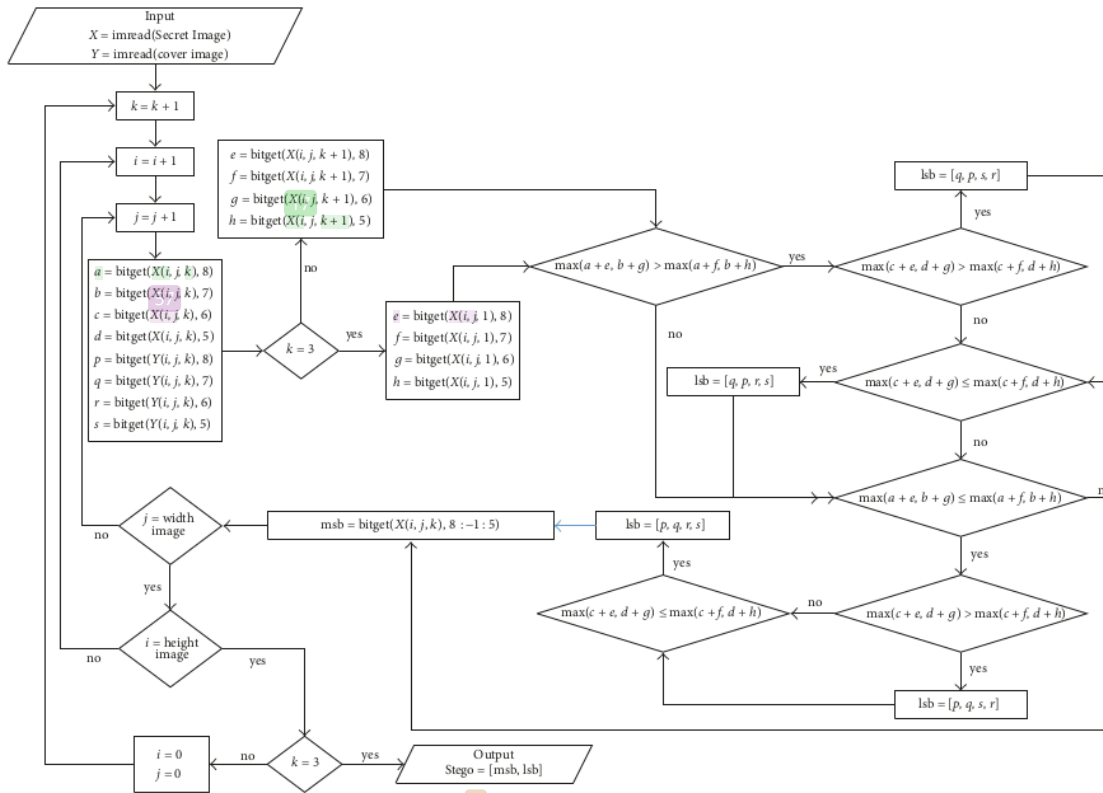 Input
X = imread(Secret Image)
Y = imread(cover image)
k = k + 1
i = i + 1
j = j + 1
a = bitget(X(i, j, k), 8)
b = bitget(X(i, j, k), 7)
c = bitget(X(i, j, k), 6)
d = bitget(X(i, j, k), 5)
p = bitget(Y(i, j, k), 8)
q = bitget(Y(i, j, k), 7)
r = bitget(Y(i, j, k), 6)
s = bitget(Y(i, j, k), 5)
k = 3
no
e = bitget(X(i, j, k + 1), 8)
f = bitget(X(i, j, k + 1), 7)
g = bitget(X(i, j, k + 1), 6)
h = bitget(X(i, j, k + 1), 5)
yes
e = bitget(X(i, j, 1), 8)
f = bitget(X(i, j, 1), 7)
g = bitget(X(i, j, 1), 6)
h = bitget(X(i, j, 1), 5)
max(a + e, b + g) > max(a + f, b + h)
yes
no
max(c + e, d + g) > max(c + f, d + h)
yes
lsb = [q, p, s, r]
no
max(c + e, d + g) ≤ max(c + f, d + h)
yes
lsb = [q, p, r, s]
no
max(a + e, b + g) ≤ max(a + f, b + h)
yes
max(c + e, d + g) > max(c + f, d + h)
yes
lsb = [p, q, s, r]
no
max(c + e, d + g) ≤ max(c + f, d + h)
yes
lsb = [p, q, r, s]
msb = bitget(X(i, j, k), 8 : −1 : 5)
j = width
image
no
yes
i = height
image
no
yes
k = 3
no
i = 0
j = 0
yes
Output
Stego = [msb, lsb]